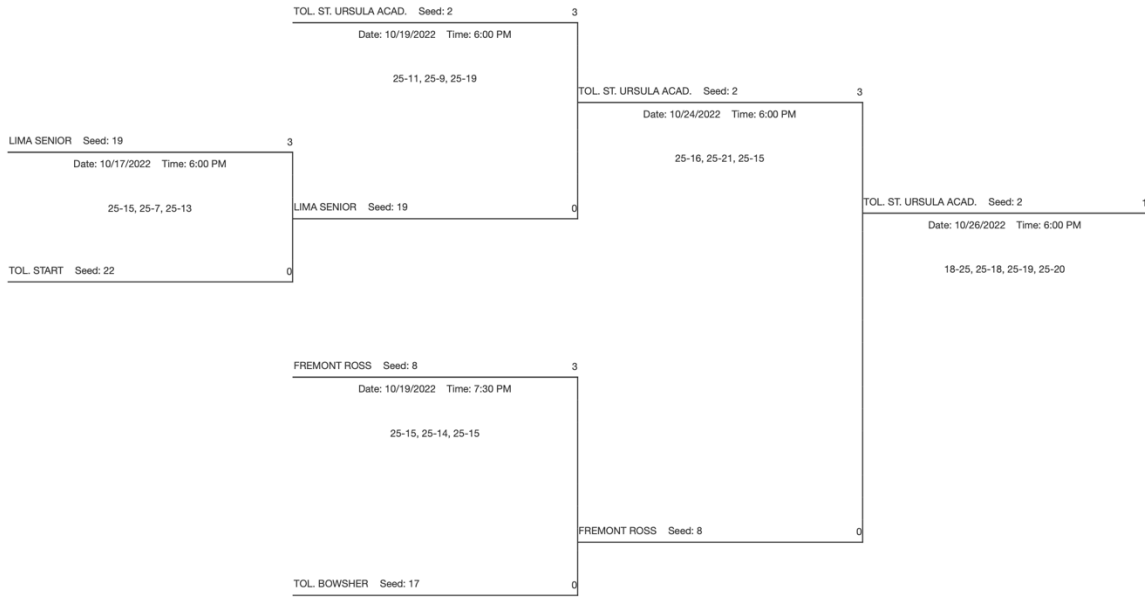 TOL. ST. URSULA ACAD. Seed: 2 3
Date: 10/19/2022 Time: 6:00 PM
25-11, 25-9, 25-19
TOL. ST. URSULA ACAD. Seed: 2 3
Date: 10/24/2022 Time: 6:00 PM
LIMA SENIOR Seed: 19 3
25-16, 25-21, 25-15
Date: 10/17/2022 Time: 6:00 PM
TOL. ST. URSULA ACAD. Seed: 2 1
25-15, 25-7, 25-13
LIMA SENIOR Seed: 19 0
Date: 10/26/2022 Time: 6:00 PM
18-25, 25-18, 25-19, 25-20
TOL. START Seed: 22 0
FREMONT ROSS Seed: 8 3
Date: 10/19/2022 Time: 7:30 PM
25-15, 25-14, 25-15
FREMONT ROSS Seed: 8 0
TOL. BOWSHER Seed: 17 0